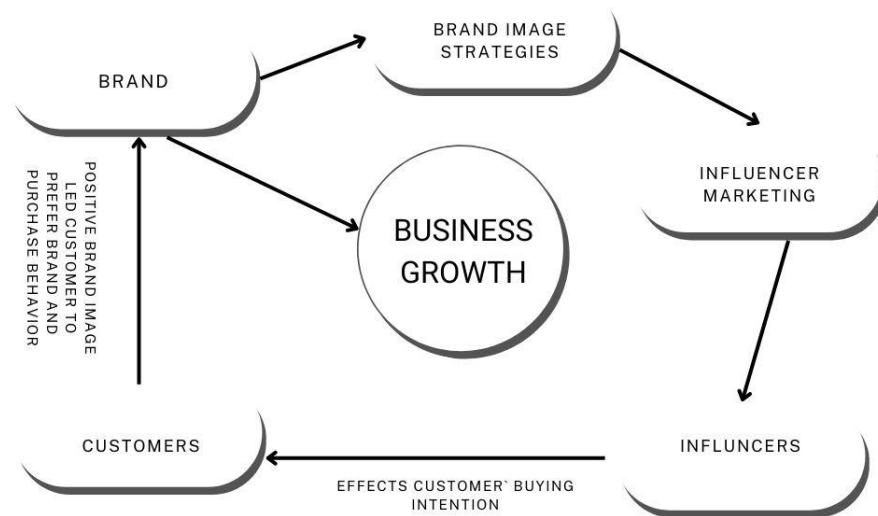 BRAND IMAGE
STRATEGIES
BRAND
INFLUENCER
MARKETING
BUSINESS
GROWTH
POSITIVE BRAND IMAGE
LED CUSTOMER TO
PREFER BRAND AND
PURCHASE BEHAVIOR
CUSTOMERS
INFLUNCERS
EFFECTS CUSTOMER` BUYING
INTENTION